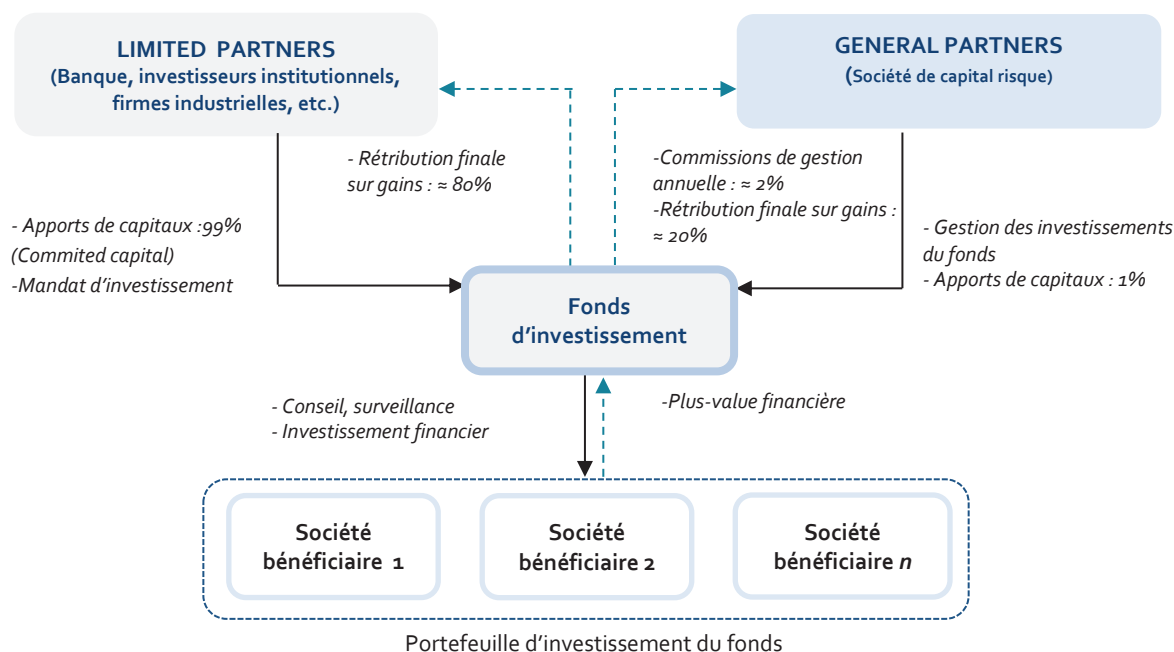 LIMITED PARTNERS
(Banque, investisseurs institutionnels,
firmes industrielles, etc.)
GENERAL PARTNERS
(Société de capital risque)
- Rétribution finale
sur gains : ≈ 80%
-Commissions de gestion
annuelle : ≈ 2%
-Rétribution finale sur gains :
≈ 20%
- Apports de capitaux :99%
(Commited capital)
-Mandat d’investissement
- Gestion des investissements
du fonds
- Apports de capitaux : 1%
Fonds
d’investissement
- Conseil, surveillance
- Investissement financier
-Plus-value financière
Société
bénéficiaire 1
Société
bénéficiaire 2
Société
bénéficiaire n
Portefeuille d’investissement du fonds